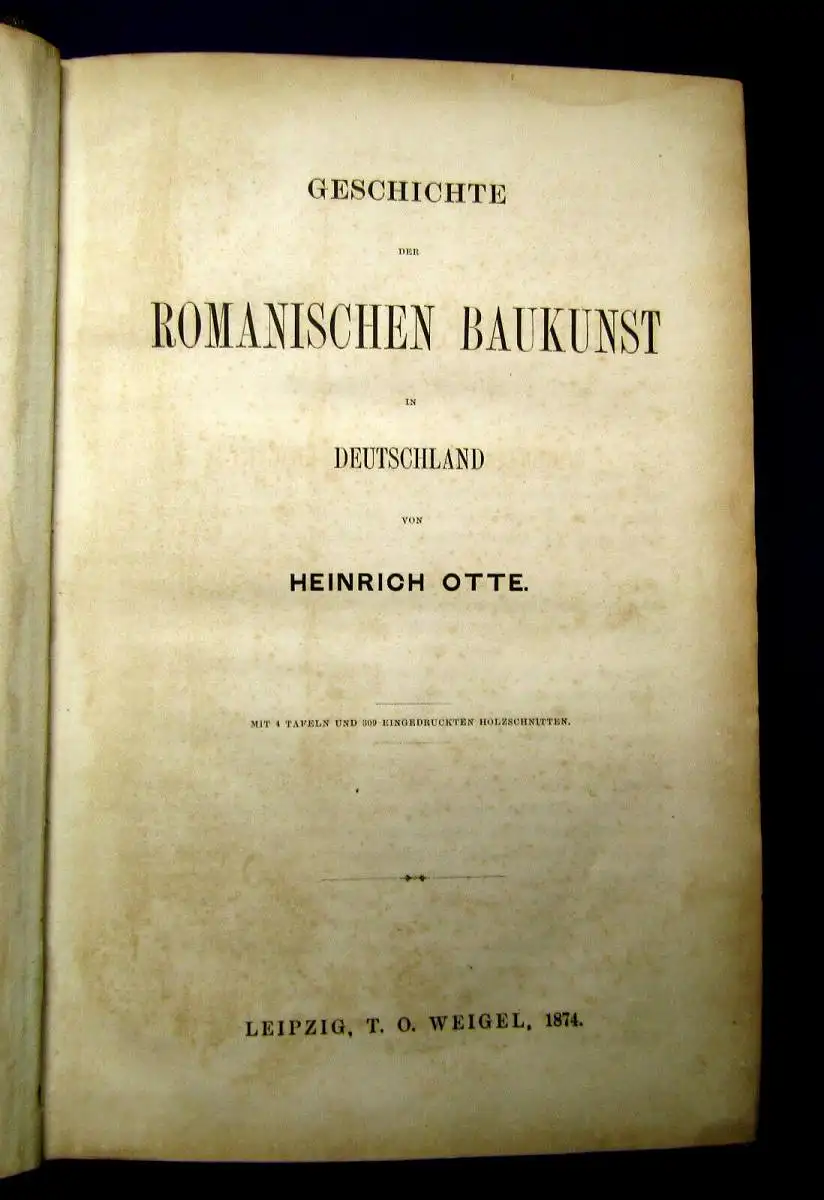 GESCHICHTE
DER
ROMANISCHEN BAUKUNST
IN
DEUTSCHLAND
VON
HEINRICH OTTE.
MIT 4 TAFELN UND 309 EINGEDRUCKTEN HOLZSCHNITTEN.
LEIPZIG, T. O. WEIGEL, 1874.